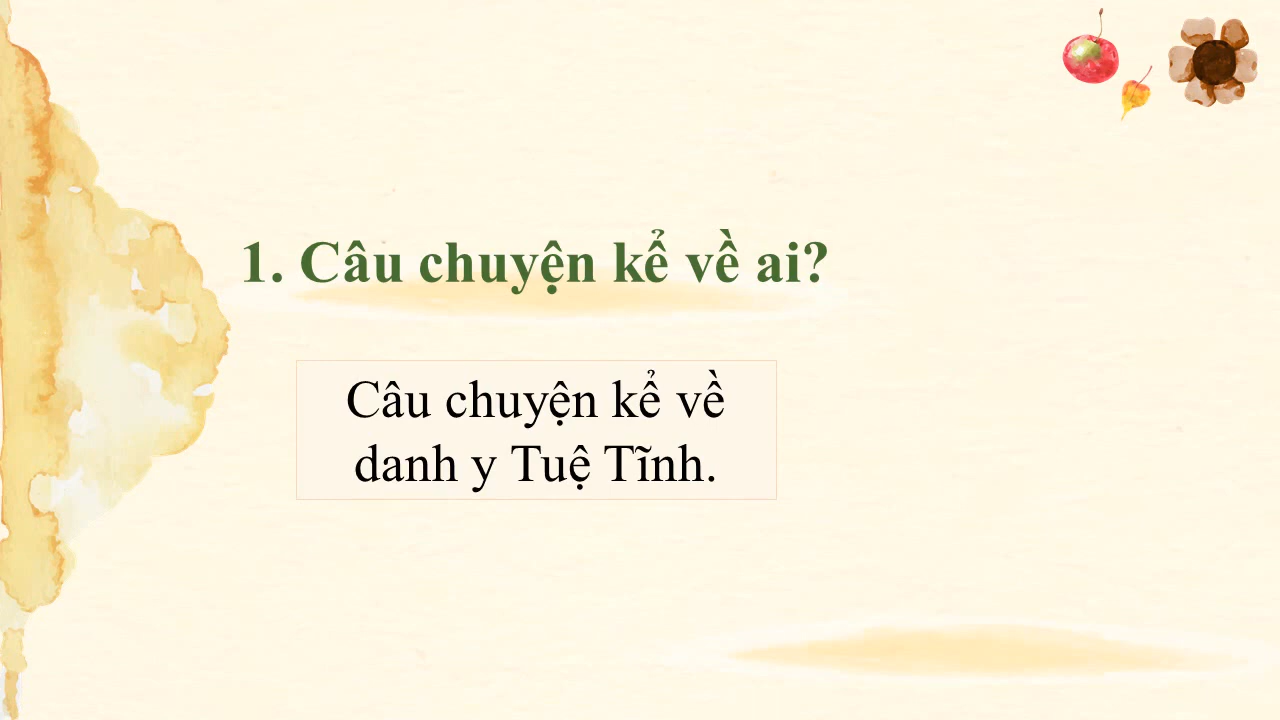 1. Câu chuyện kể về ai?
Câu chuyện kể về
danh y Tuệ Tĩnh.